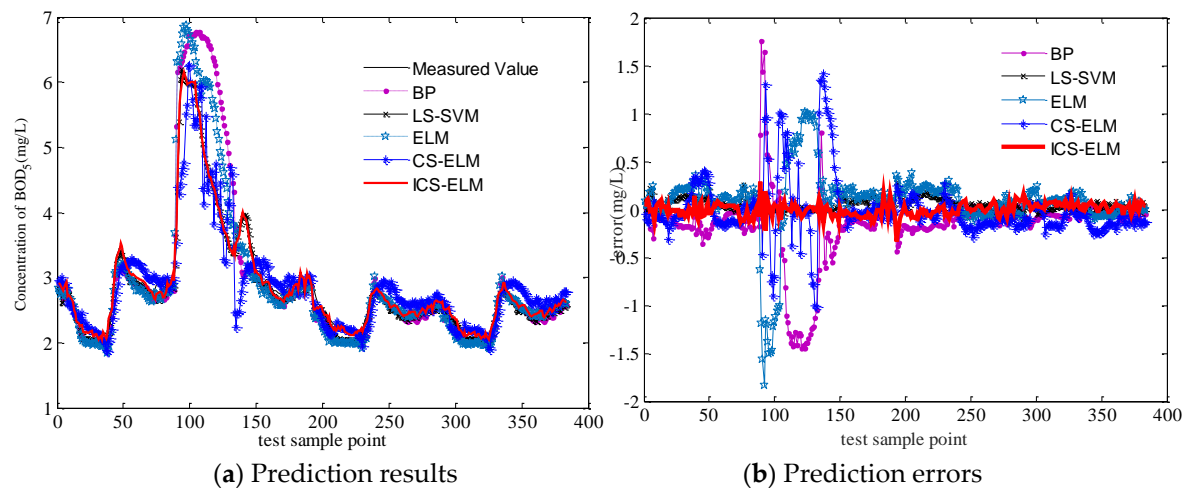 7
6
5
4
3
2
1
Concentration of BOD5(mg/L)
Measured Value
BP
LS-SVM
ELM
CS-ELM
ICS-ELM
0
50
100
150
200
250
300
350
400
test sample point
(a) Prediction results
2
1.5
1
0.5
0
-0.5
-1
-1.5
-2
error(mg/L)
BP
LS-SVM
ELM
CS-ELM
ICS-ELM
0
50
100
150
200
250
300
350
400
test sample point
(b) Prediction errors